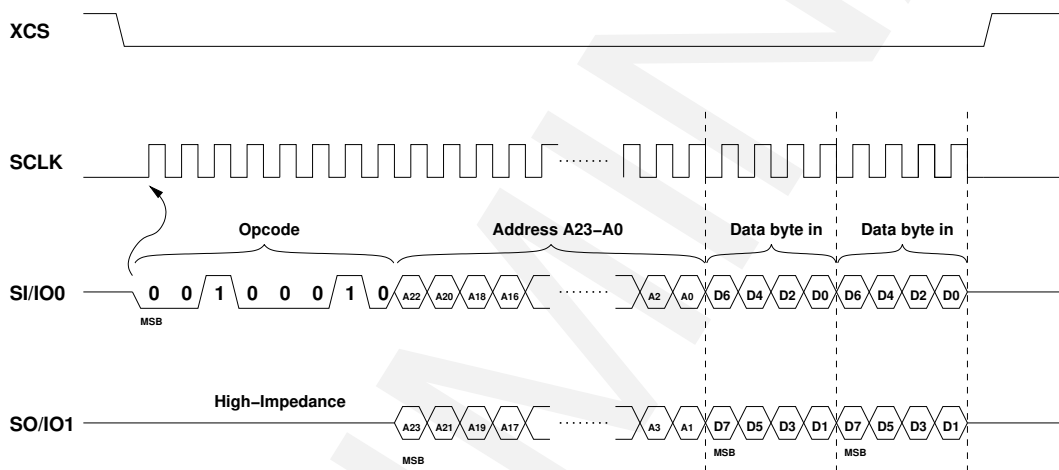 XCS
SCLK
Opcode Address A23–A0 Data byte in Data byte in
SI/IO0 0 0 1 0 0 0 1 0 A22 A20 A18 A16 ........ A2 A0 D6 D4 D2 D0 D6 D4 D2 D0
MSB
High–Impedance
SO/IO1 A23 A21 A19 A17 ........ A3 A1 D7 D5 D3 D1 D7 D5 D3 D1
MSB MSB MSB